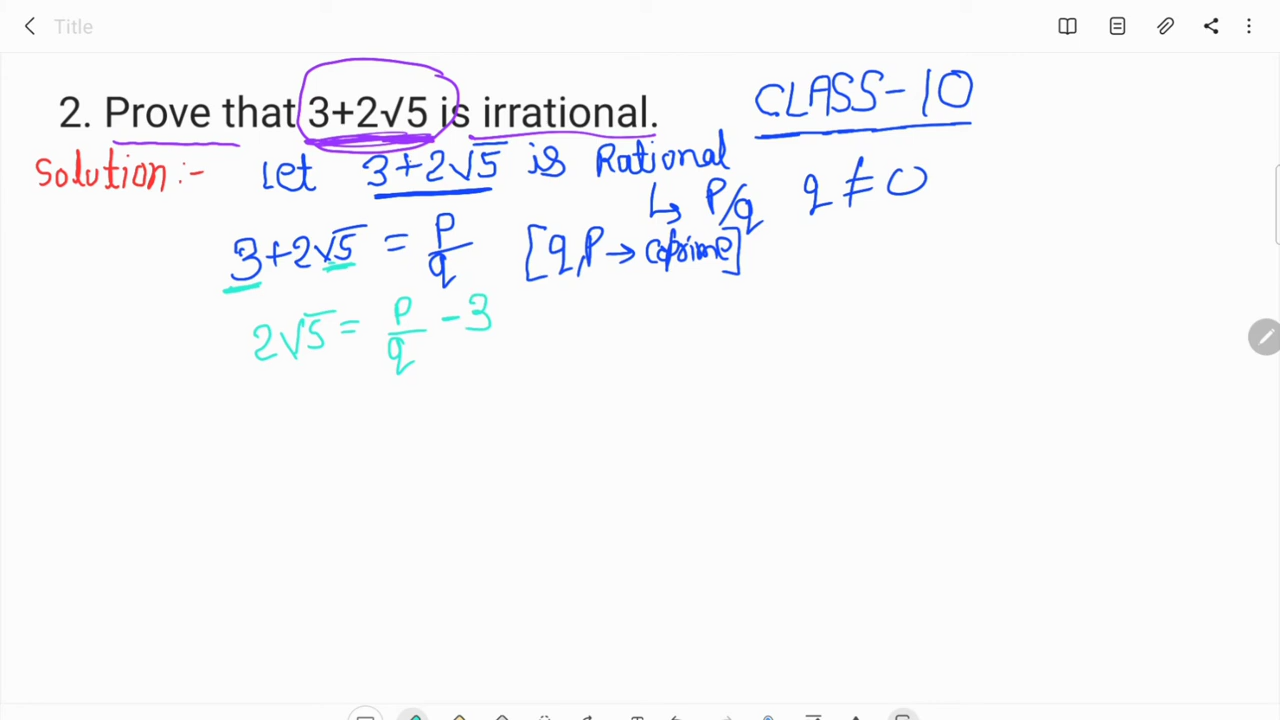 Title
2. Prove that 3+2√5 is irrational.
CLASS-10
Solution :- Let 3+2√5 is Rational
↳ P/q q ≠ 0
3+2√5 = p/q [q,p → coprime]
2√5 = p/q - 3